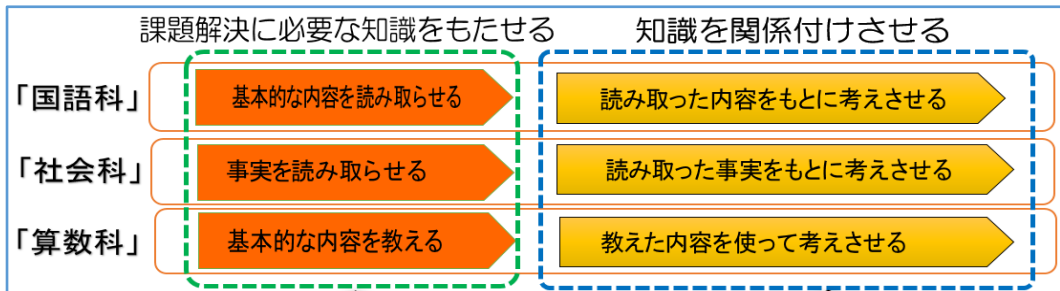 課題解決に必要な知識をもたせる
知識を関係付けさせる
「国語科」
基本的な内容を読み取らせる
読み取った内容をもとに考えさせる
「社会科」
事実を読み取らせる
読み取った事実をもとに考えさせる
「算数科」
基本的な内容を教える
教えた内容を使って考えさせる